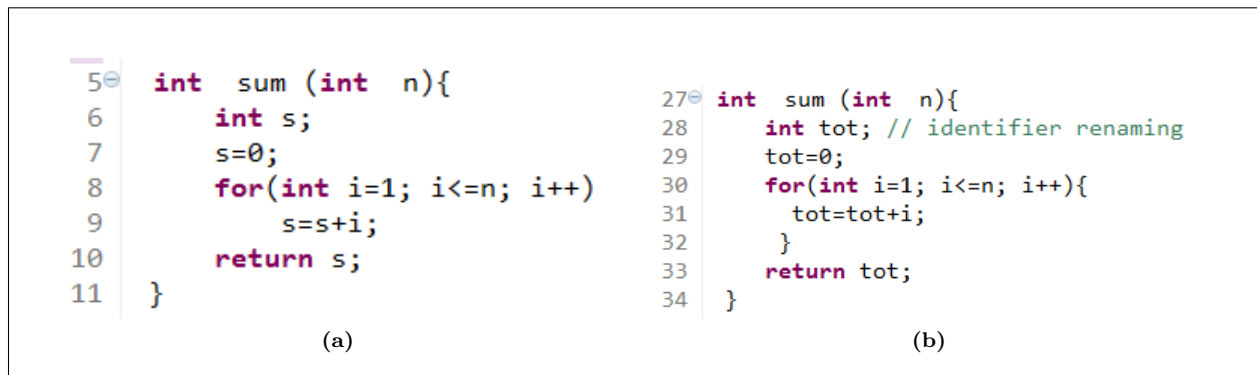 5 int sum (int n){
6 int s;
7 s=0;
8 for(int i=1; i<=n; i++)
9 s=s+i;
10 return s;
11 }
(a)
27 int sum (int n){
28 int tot; // identifier renaming
29 tot=0;
30 for(int i=1; i<=n; i++){
31 tot=tot+i;
32 }
33 return tot;
34 }
(b)